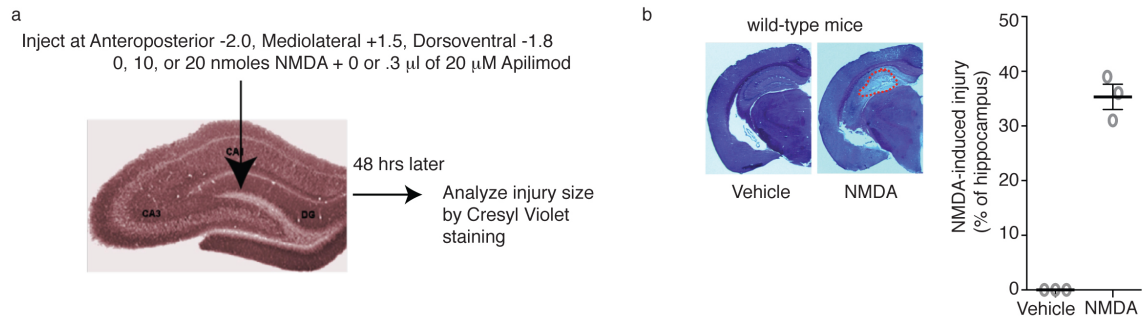 a
Inject at Anteroposterior -2.0, Mediolateral +1.5, Dorsoventral -1.8
0, 10, or 20 nmoles NMDA + 0 or .3 μl of 20 μM Apilimod
CA1
CA3
DG
48 hrs later
Analyze injury size
by Cresyl Violet
staining
b
wild-type mice
Vehicle
NMDA
NMDA-induced injury
(% of hippocampus)
50
40
30
20
10
0
Vehicle
NMDA